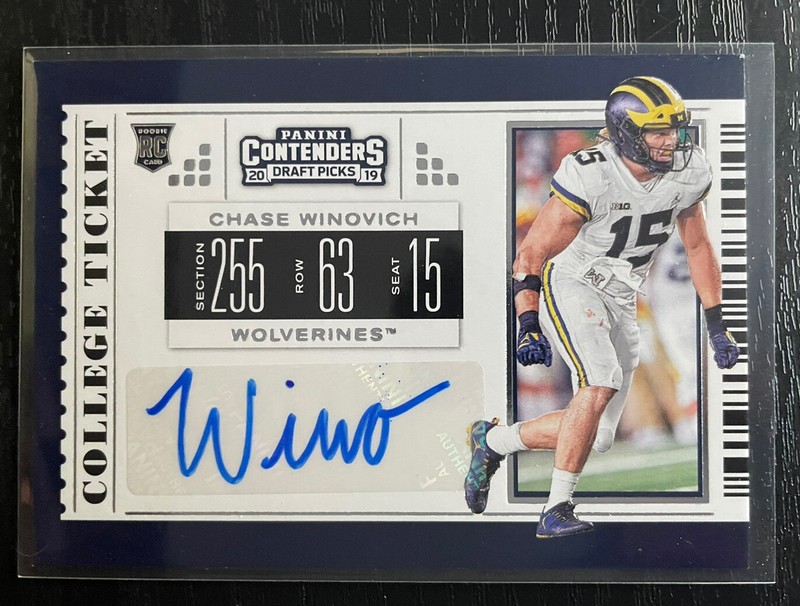 COLLEGE TICKET
ROOKIE
RC
CARD
PANINI
CONTENDERS
20 DRAFT PICKS 19
CHASE WINOVICH
SECTION 255 ROW 63 SEAT 15
WOLVERINES™
Wino
15
B1G
15
M